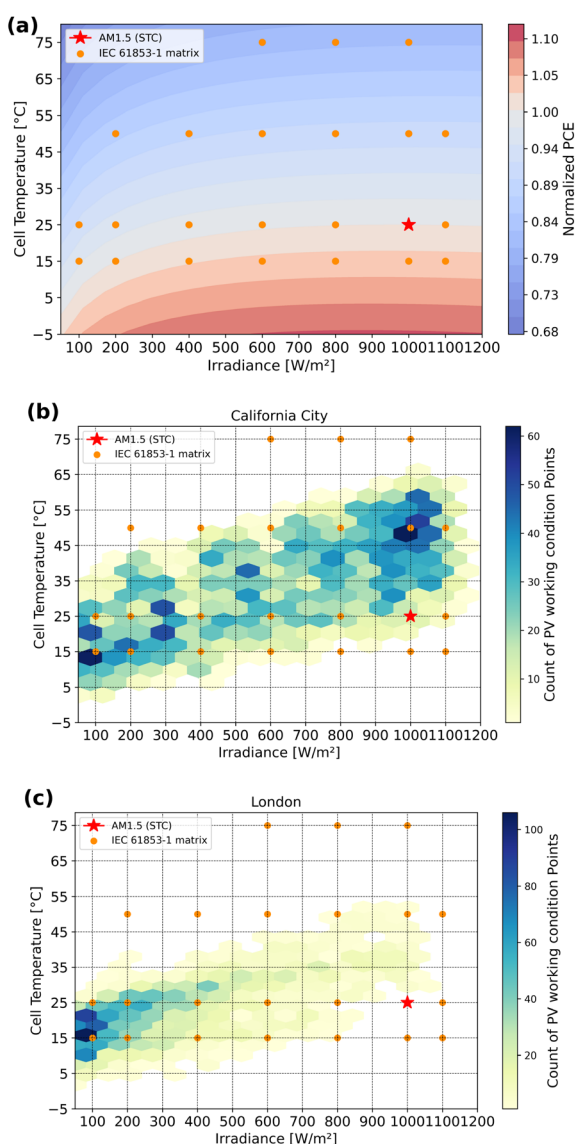 (a)
AM1.5 (STC)
IEC 61853-1 matrix
75
65
55
45
35
25
15
5
−5
Cell Temperature [°C]
100 200 300 400 500 600 700 800 900 1000 1100 1200
Irradiance [W/m²]
1.10
1.05
1.00
0.94
0.89
0.84
0.78
0.73
0.68
Normalized PCE
(b)
California City
AM1.5 (STC)
IEC 61853-1 matrix
75
65
55
45
35
25
15
5
−5
Cell Temperature [°C]
100 200 300 400 500 600 700 800 900 1000 1100 1200
Irradiance [W/m²]
60
50
40
30
20
10
Count of PV working condition Points
(c)
London
AM1.5 (STC)
IEC 61853-1 matrix
75
65
55
45
35
25
15
5
−5
Cell Temperature [°C]
100 200 300 400 500 600 700 800 900 1000 1100 1200
Irradiance [W/m²]
100
80
60
40
20
Count of PV working condition Points